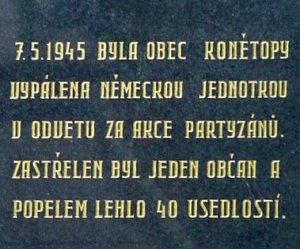 7.5.1945 BYLA OBEC KONĚTOPY
VYPÁLENA NĚMECKOU JEDNOTKOU
V ODVETU ZA AKCE PARTYZÁNŮ.
ZASTŘELEN BYL JEDEN OBČAN A
POPELEM LEHLO 40 USEDLOSTÍ.